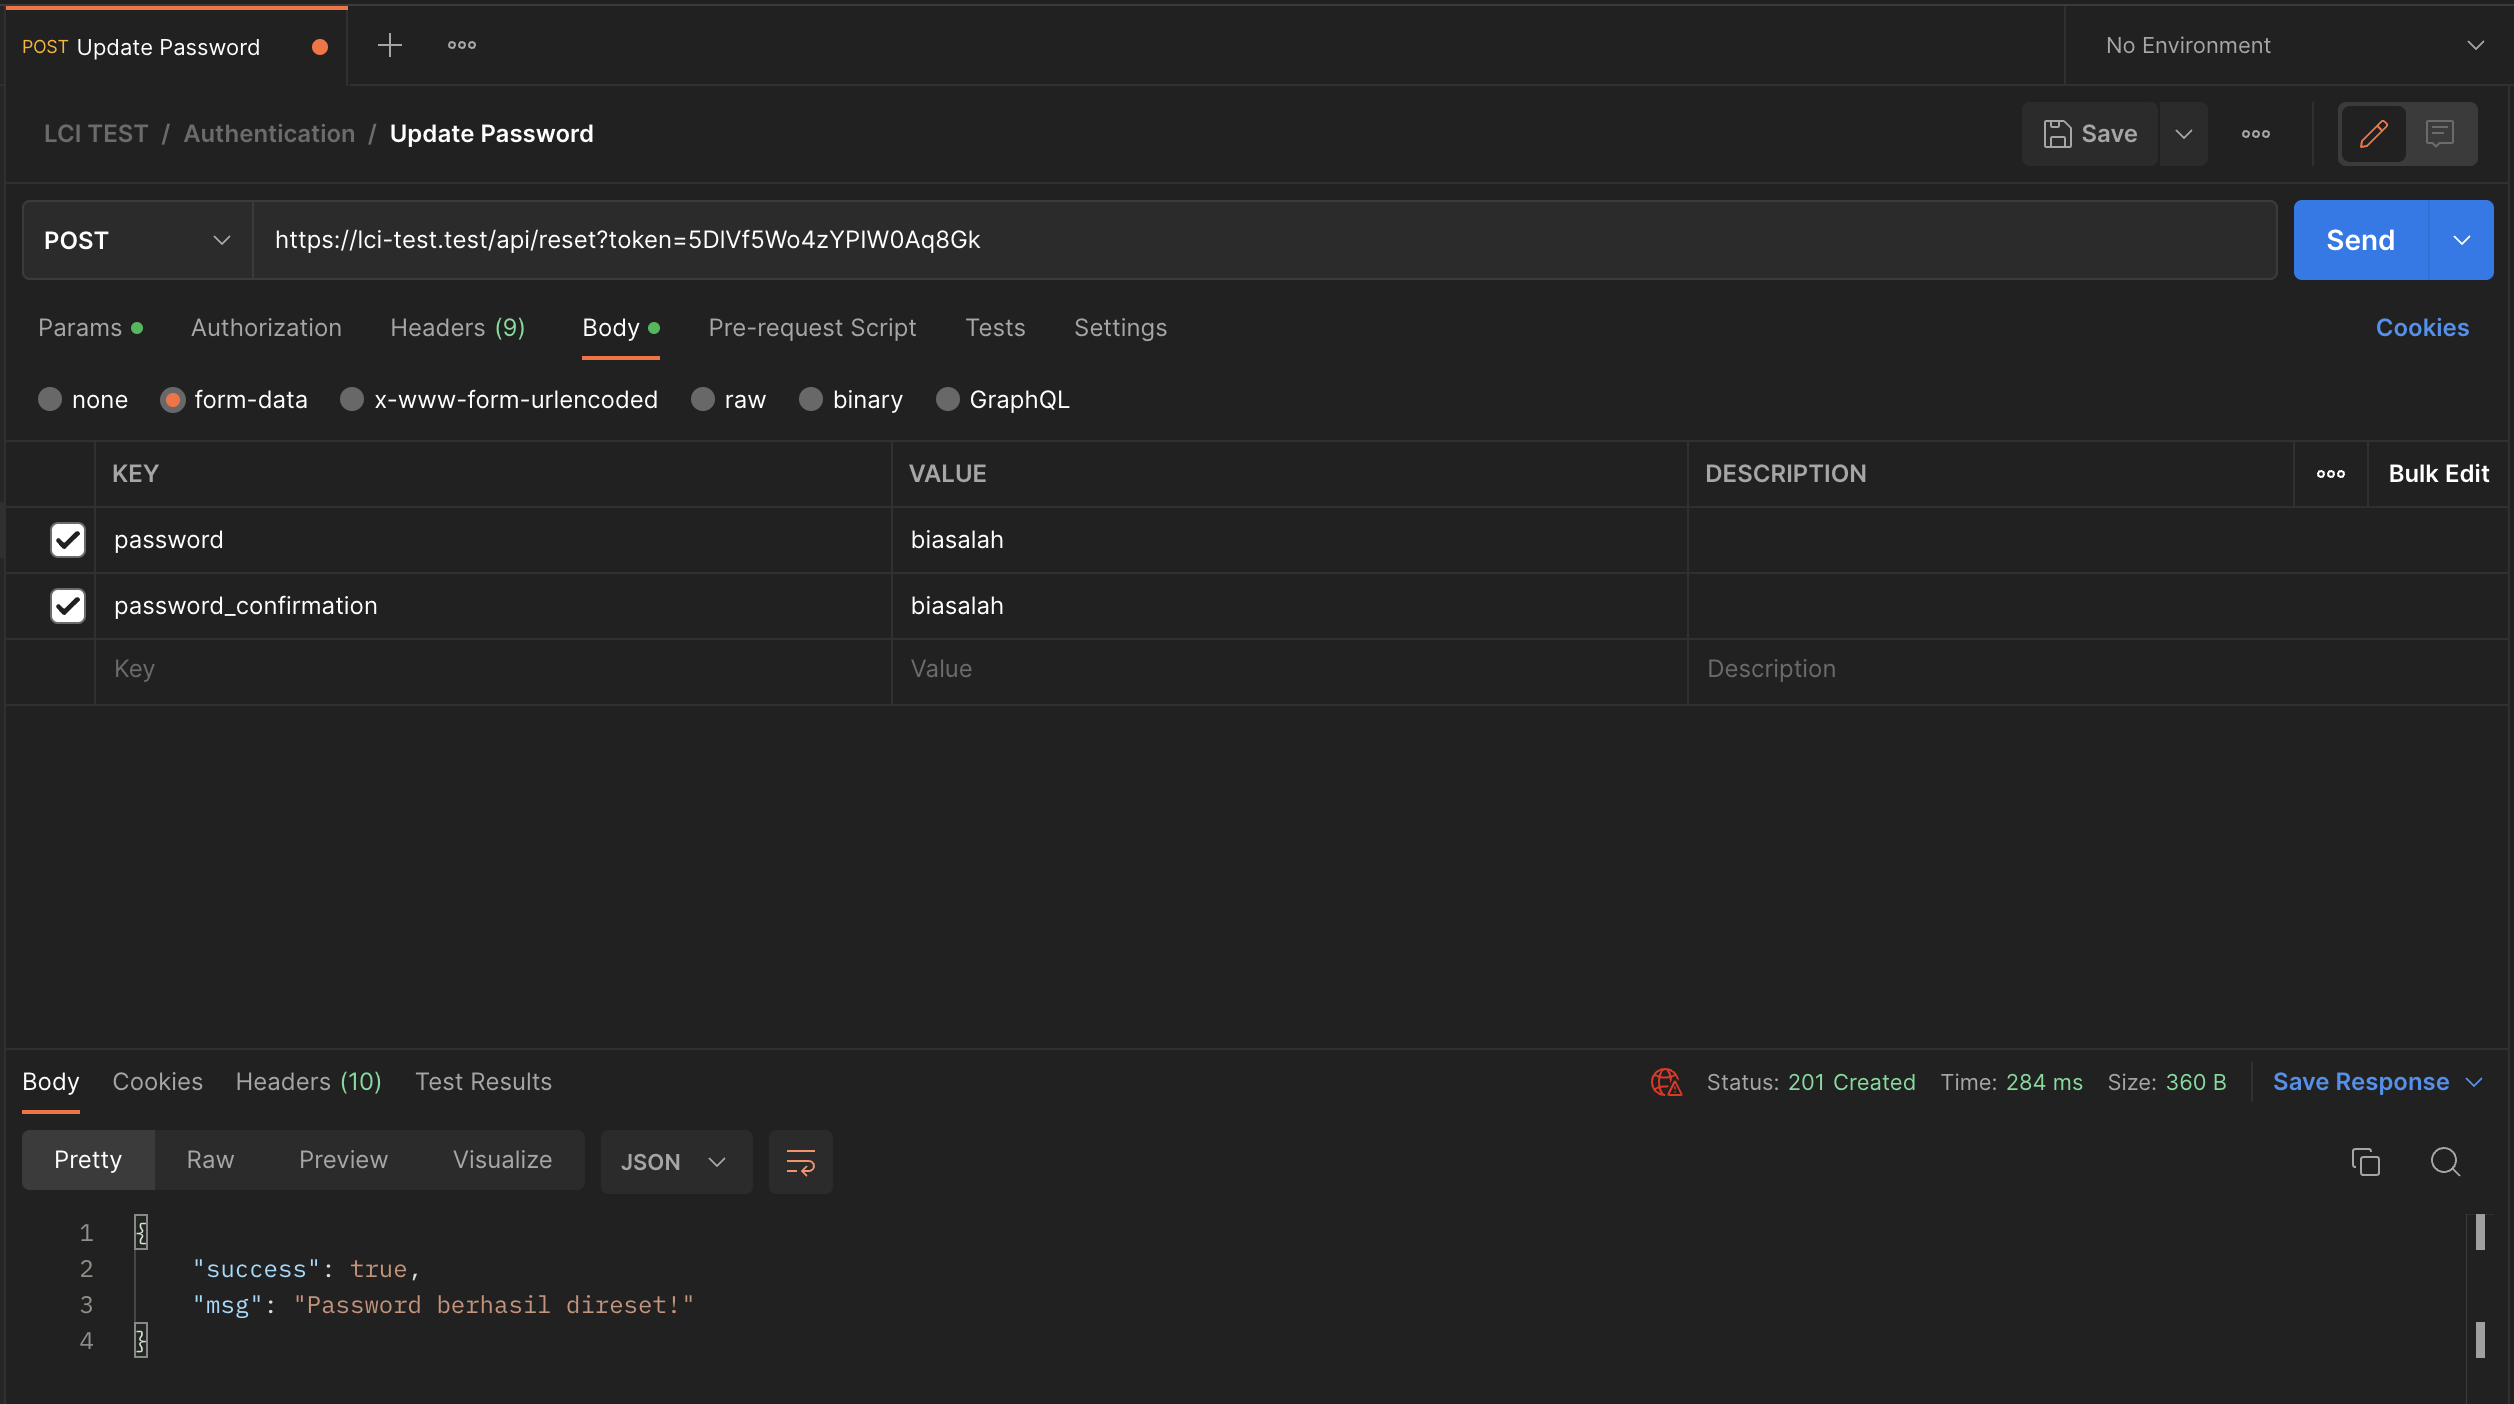 POST Update Password
No Environment
LCI TEST / Authentication / Update Password
Save
POST
https://lci-test.test/api/reset?token=5DlVf5Wo4zYPlW0Aq8Gk
Send
Params Authorization Headers (9) Body Pre-request Script Tests Settings Cookies
none form-data x-www-form-urlencoded raw binary GraphQL
KEY VALUE DESCRIPTION Bulk Edit
password biasalah
password_confirmation biasalah
Key Value Description
Body Cookies Headers (10) Test Results Status: 201 Created Time: 284 ms Size: 360 B Save Response
Pretty Raw Preview Visualize JSON
1 {
2 "success": true,
3 "msg": "Password berhasil direset!"
4 }